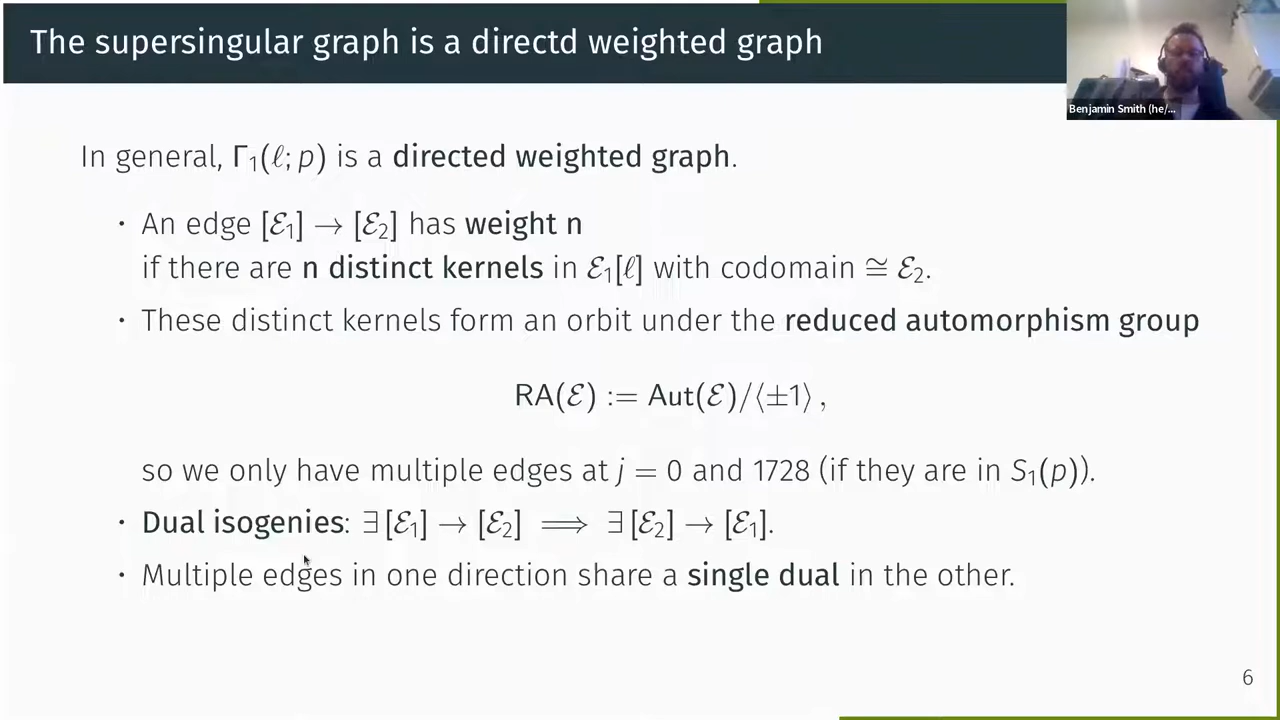 The supersingular graph is a directd weighted graph
Benjamin Smith (he/...
In general, Γ₁(ℓ; p) is a directed weighted graph.
· An edge [ℰ₁] → [ℰ₂] has weight n
if there are n distinct kernels in ℰ₁[ℓ] with codomain ≅ ℰ₂.
· These distinct kernels form an orbit under the reduced automorphism group
RA(ℰ) := Aut(ℰ)/⟨±1⟩ ,
so we only have multiple edges at j = 0 and 1728 (if they are in S₁(p)).
· Dual isogenies: ∃ [ℰ₁] → [ℰ₂] ⟹ ∃ [ℰ₂] → [ℰ₁].
· Multiple edges in one direction share a single dual in the other.
6